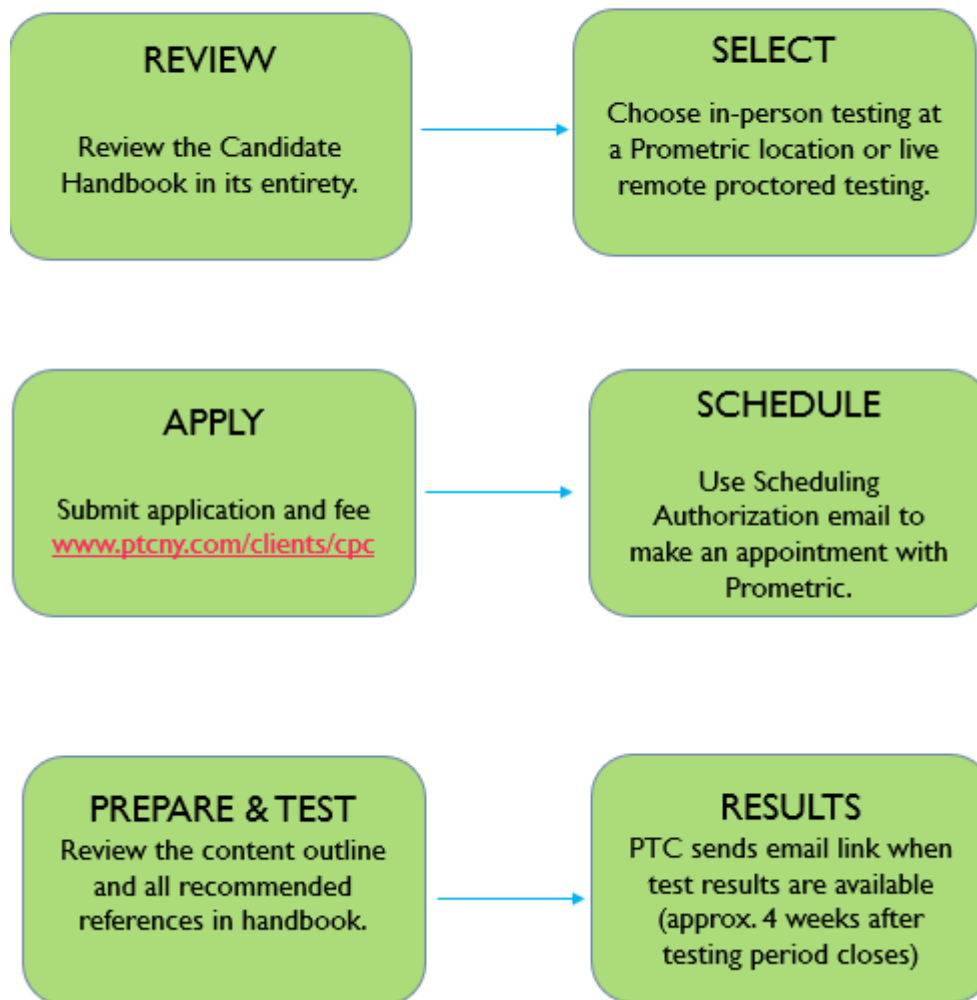 REVIEW
Review the Candidate
Handbook in its entirety.
SELECT
Choose in-person testing at
a Prometric location or live
remote proctored testing.
APPLY
Submit application and fee
www.ptcny.com/clients/cpc
SCHEDULE
Use Scheduling
Authorization email to
make an appointment with
Prometric.
PREPARE & TEST
Review the content outline
and all recommended
references in handbook.
RESULTS
PTC sends email link when
test results are available
(approx. 4 weeks after
testing period closes)